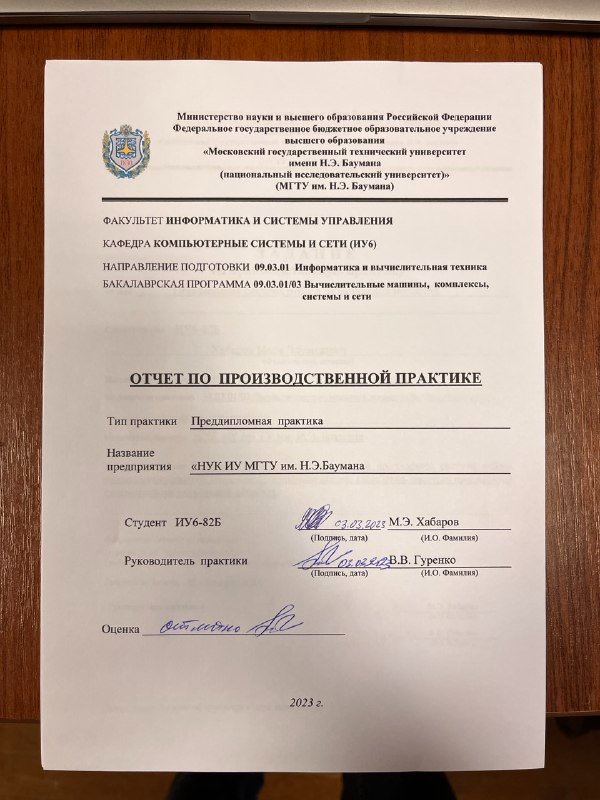 Министерство науки и высшего образования Российской Федерации
Федеральное государственное бюджетное образовательное учреждение
высшего образования
«Московский государственный технический университет
имени Н.Э. Баумана
(национальный исследовательский университет)»
(МГТУ им. Н.Э. Баумана)
ФАКУЛЬТЕТ ИНФОРМАТИКА И СИСТЕМЫ УПРАВЛЕНИЯ
КАФЕДРА КОМПЬЮТЕРНЫЕ СИСТЕМЫ И СЕТИ (ИУ6)
НАПРАВЛЕНИЕ ПОДГОТОВКИ 09.03.01 Информатика и вычислительная техника
БАКАЛАВРСКАЯ ПРОГРАММА 09.03.01/03 Вычислительные машины, комплексы,
системы и сети
ОТЧЕТ ПО ПРОИЗВОДСТВЕННОЙ ПРАКТИКЕ
Тип практики Преддипломная практика
Название
предприятия «НУК ИУ МГТУ им. Н.Э.Баумана
Студент ИУ6-82Б 03.03.2023 М.Э. Хабаров
(Подпись, дата) (И.О. Фамилия)
Руководитель практики В.В. Гуренко
(Подпись, дата) (И.О. Фамилия)
Оценка отлично
2023 г.